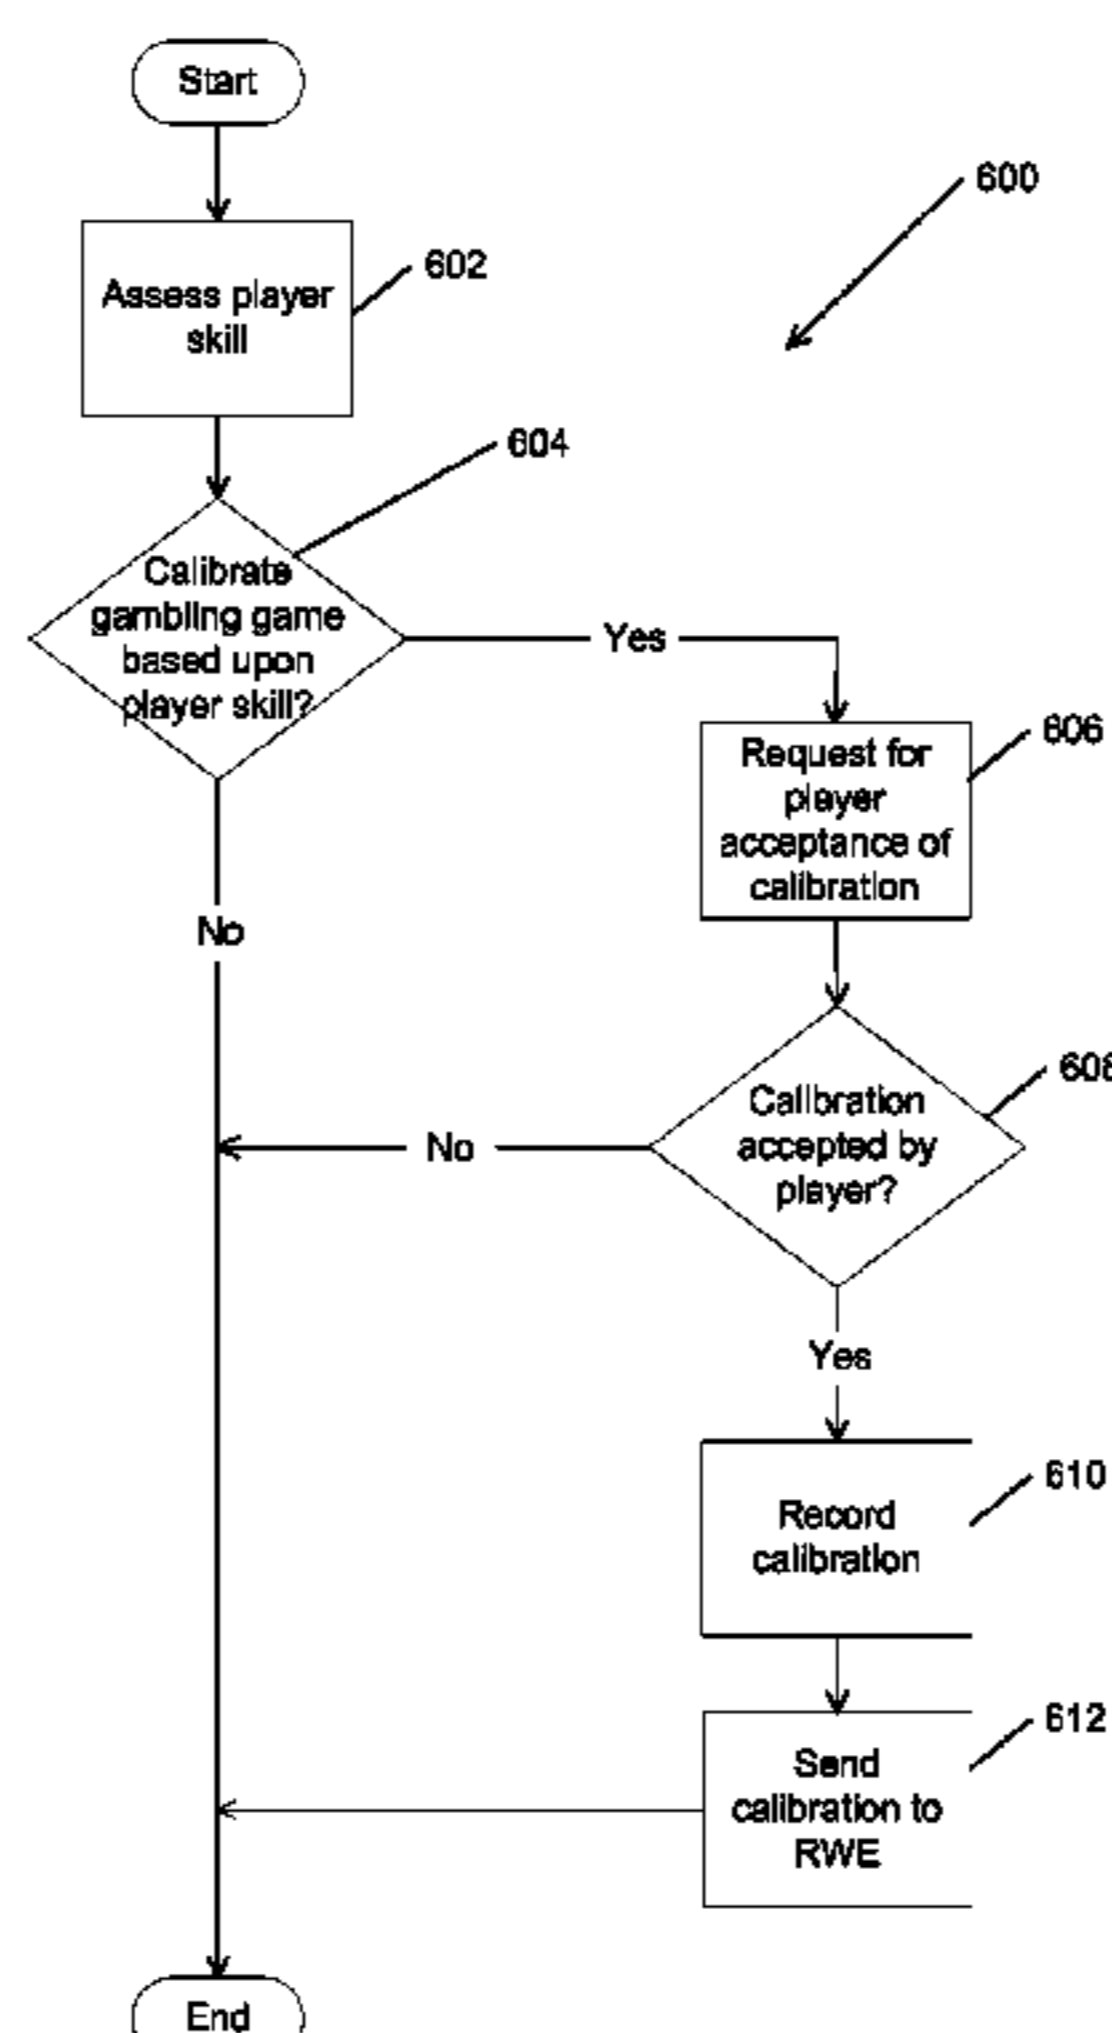 Start
600
602
Assess player
skill
604
Calibrate
gambling game
based upon
player skill?
Yes
606
Request for
player
acceptance of
calibration
No
608
Calibration
accepted by
player?
No
Yes
610
Record
calibration
612
Send
calibration to
RWE
End